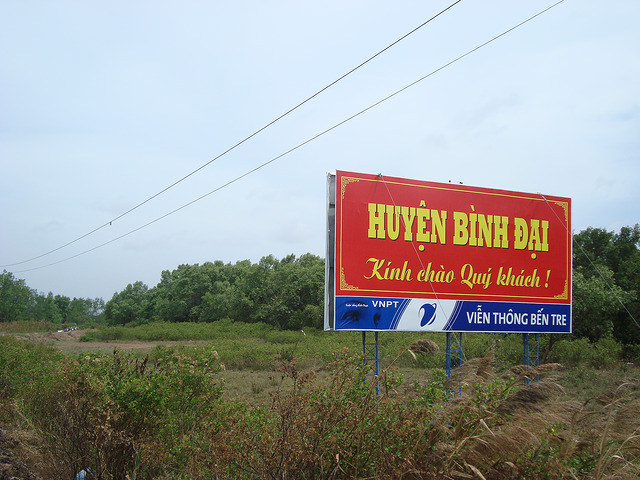 HUYỆN BÌNH ĐẠI
Kính chào Quý khách !
VNPT
VIỄN THÔNG BẾN TRE